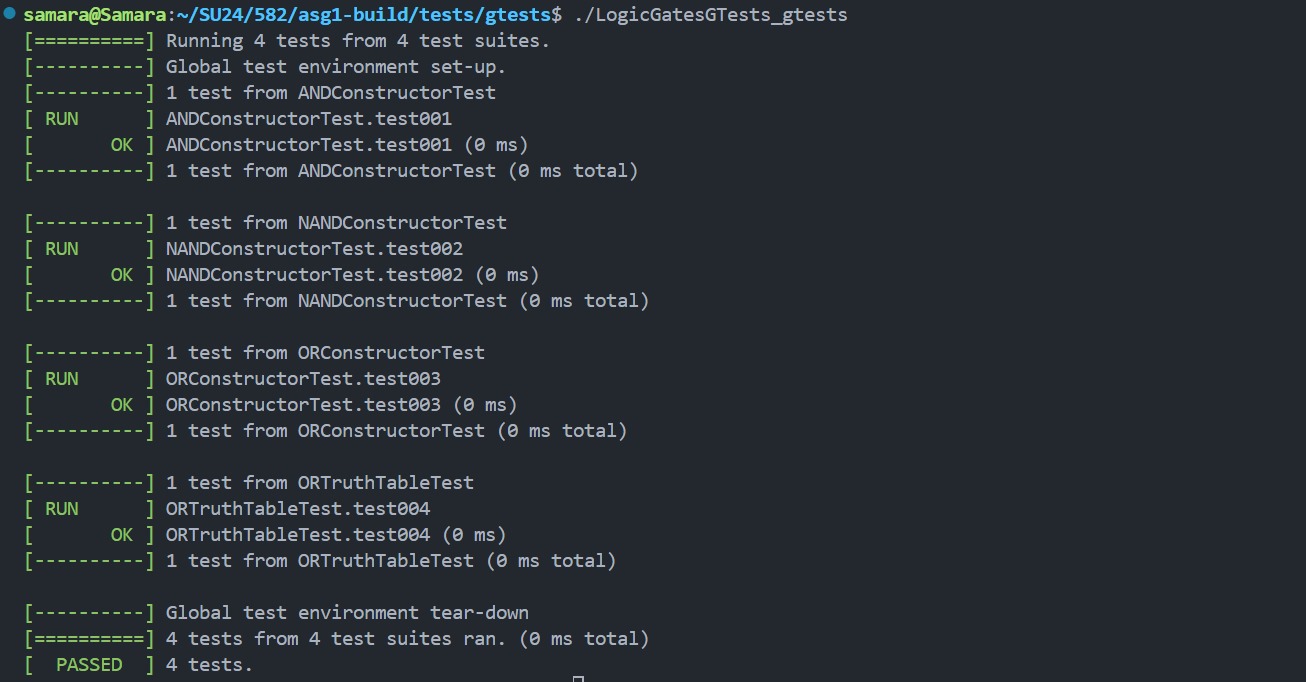 samara@Samara:~/SU24/582/asg1-build/tests/gtests$ ./LogicGatesGTests_gtests
[==========] Running 4 tests from 4 test suites.
[----------] Global test environment set-up.
[----------] 1 test from ANDConstructorTest
[ RUN      ] ANDConstructorTest.test001
[       OK ] ANDConstructorTest.test001 (0 ms)
[----------] 1 test from ANDConstructorTest (0 ms total)

[----------] 1 test from NANDConstructorTest
[ RUN      ] NANDConstructorTest.test002
[       OK ] NANDConstructorTest.test002 (0 ms)
[----------] 1 test from NANDConstructorTest (0 ms total)

[----------] 1 test from ORConstructorTest
[ RUN      ] ORConstructorTest.test003
[       OK ] ORConstructorTest.test003 (0 ms)
[----------] 1 test from ORConstructorTest (0 ms total)

[----------] 1 test from ORTruthTableTest
[ RUN      ] ORTruthTableTest.test004
[       OK ] ORTruthTableTest.test004 (0 ms)
[----------] 1 test from ORTruthTableTest (0 ms total)

[----------] Global test environment tear-down
[==========] 4 tests from 4 test suites ran. (0 ms total)
[  PASSED  ] 4 tests.